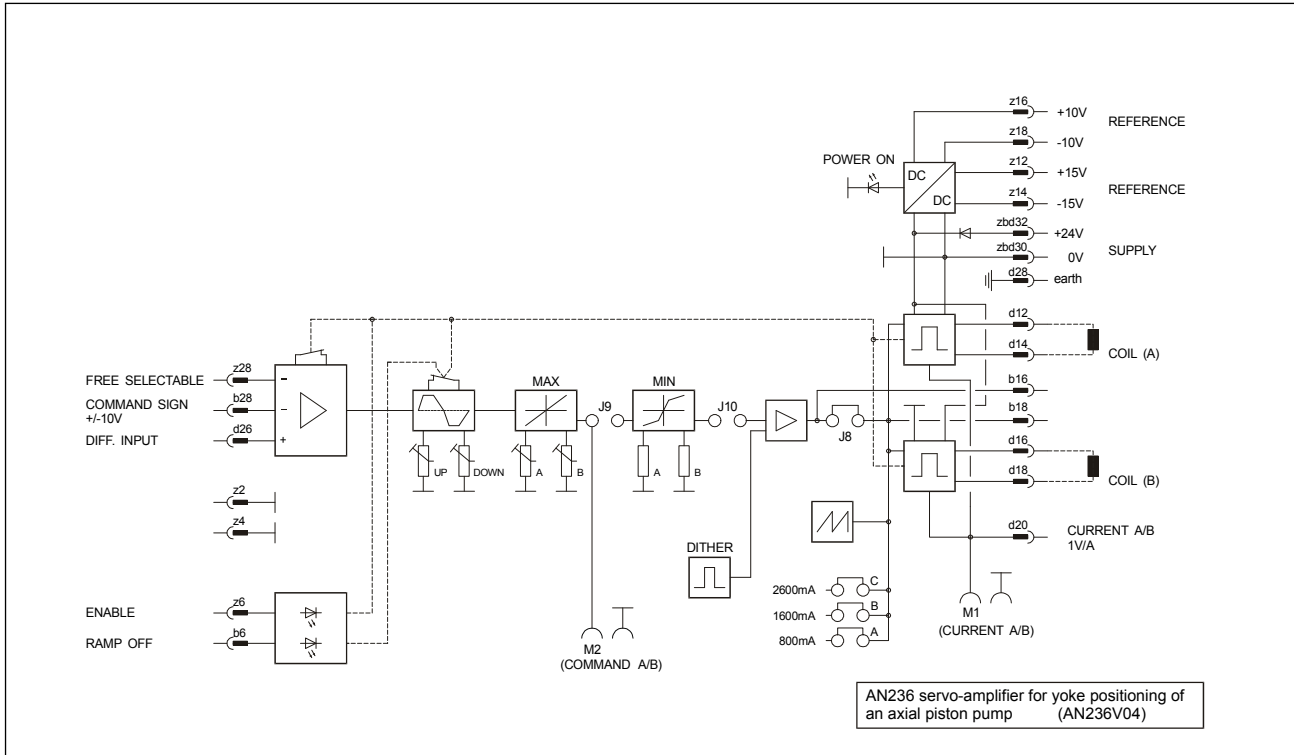 z16
+10V
REFERENCE
z18
-10V
POWER ON
z12
+15V
DC
z14
REFERENCE
DC
-15V
zbd32
+24V
zbd30
SUPPLY
0V
d28
earth
d12
d14
COIL (A)
z28
FREE SELECTABLE
-
b28
COMMAND SIGN
+/-10V
-
d26
DIFF. INPUT
+
MAX
MIN
J9
J10
J8
b16
b18
d16
d18
COIL (B)
UP
DOWN
A
B
A
B
z2
z4
d20
CURRENT A/B
1V/A
DITHER
2600mA
C
1600mA
B
800mA
A
M1
(CURRENT A/B)
z6
ENABLE
b6
RAMP OFF
M2
(COMMAND A/B)
AN236 servo-amplifier for yoke positioning of
an axial piston pump (AN236V04)